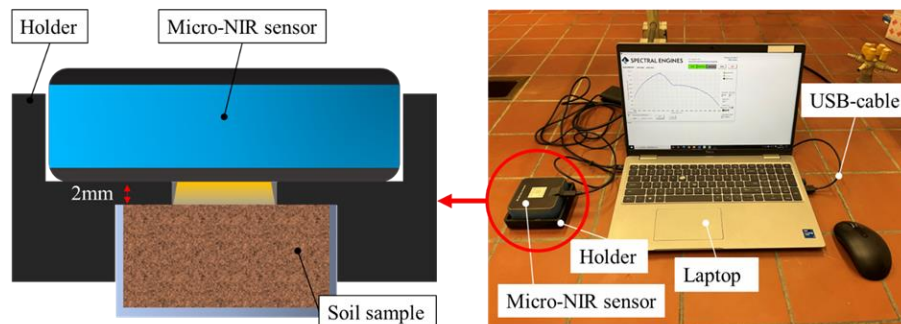 Holder
Micro-NIR sensor
2mm
Soil sample
SPECTRAL ENGINES
USB-cable
Holder
Laptop
Micro-NIR sensor